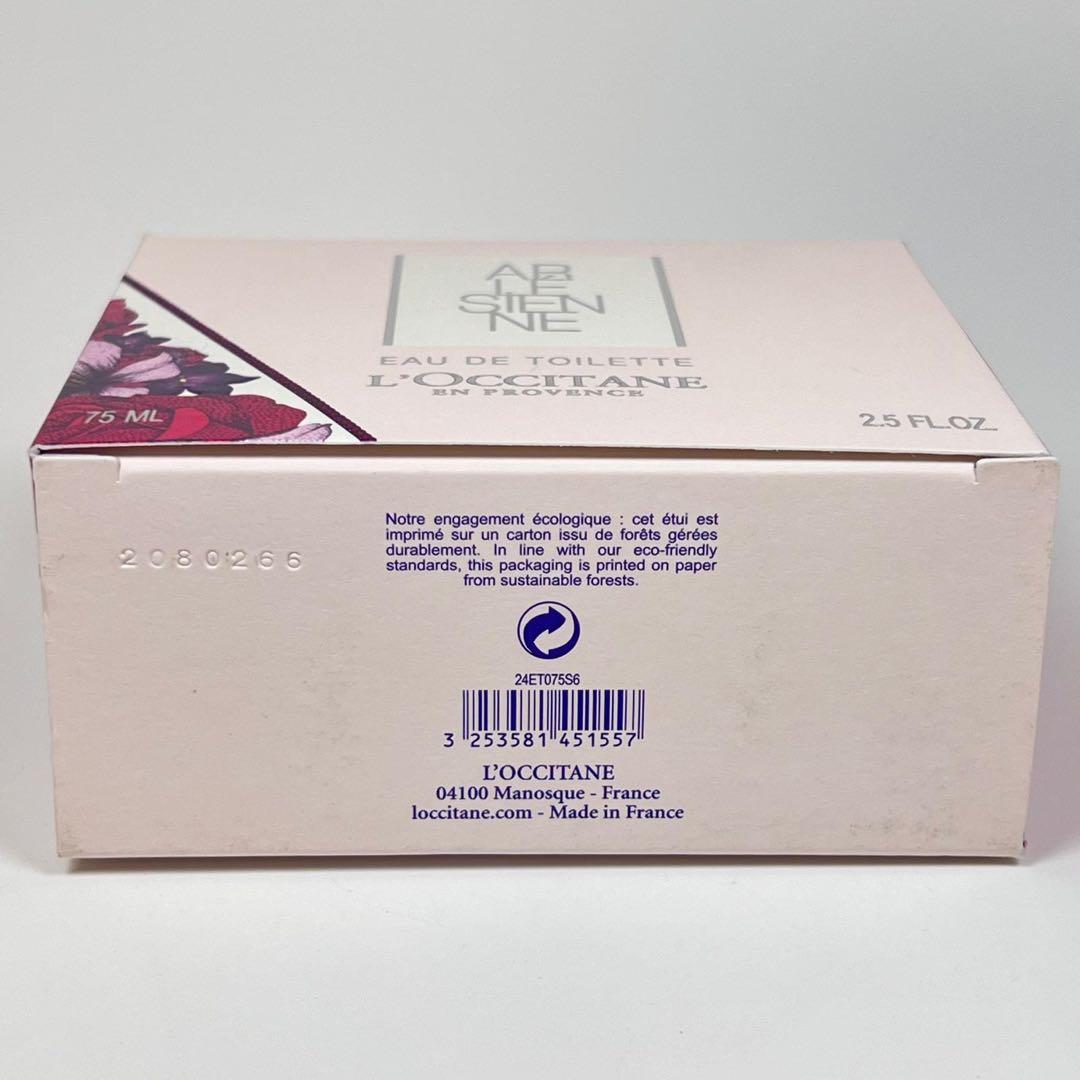 AR
LE
SIEN
NE
EAU DE TOILETTE
L'OCCITANE
EN PROVENCE
75 ML
2.5 FL.OZ.
Notre engagement écologique : cet étui est
imprimé sur un carton issu de forêts gérées
durablement. In line with our eco-friendly
standards, this packaging is printed on paper
from sustainable forests.
2080266
24ET075S6
3 253581 451557
L'OCCITANE
04100 Manosque - France
loccitane.com - Made in France